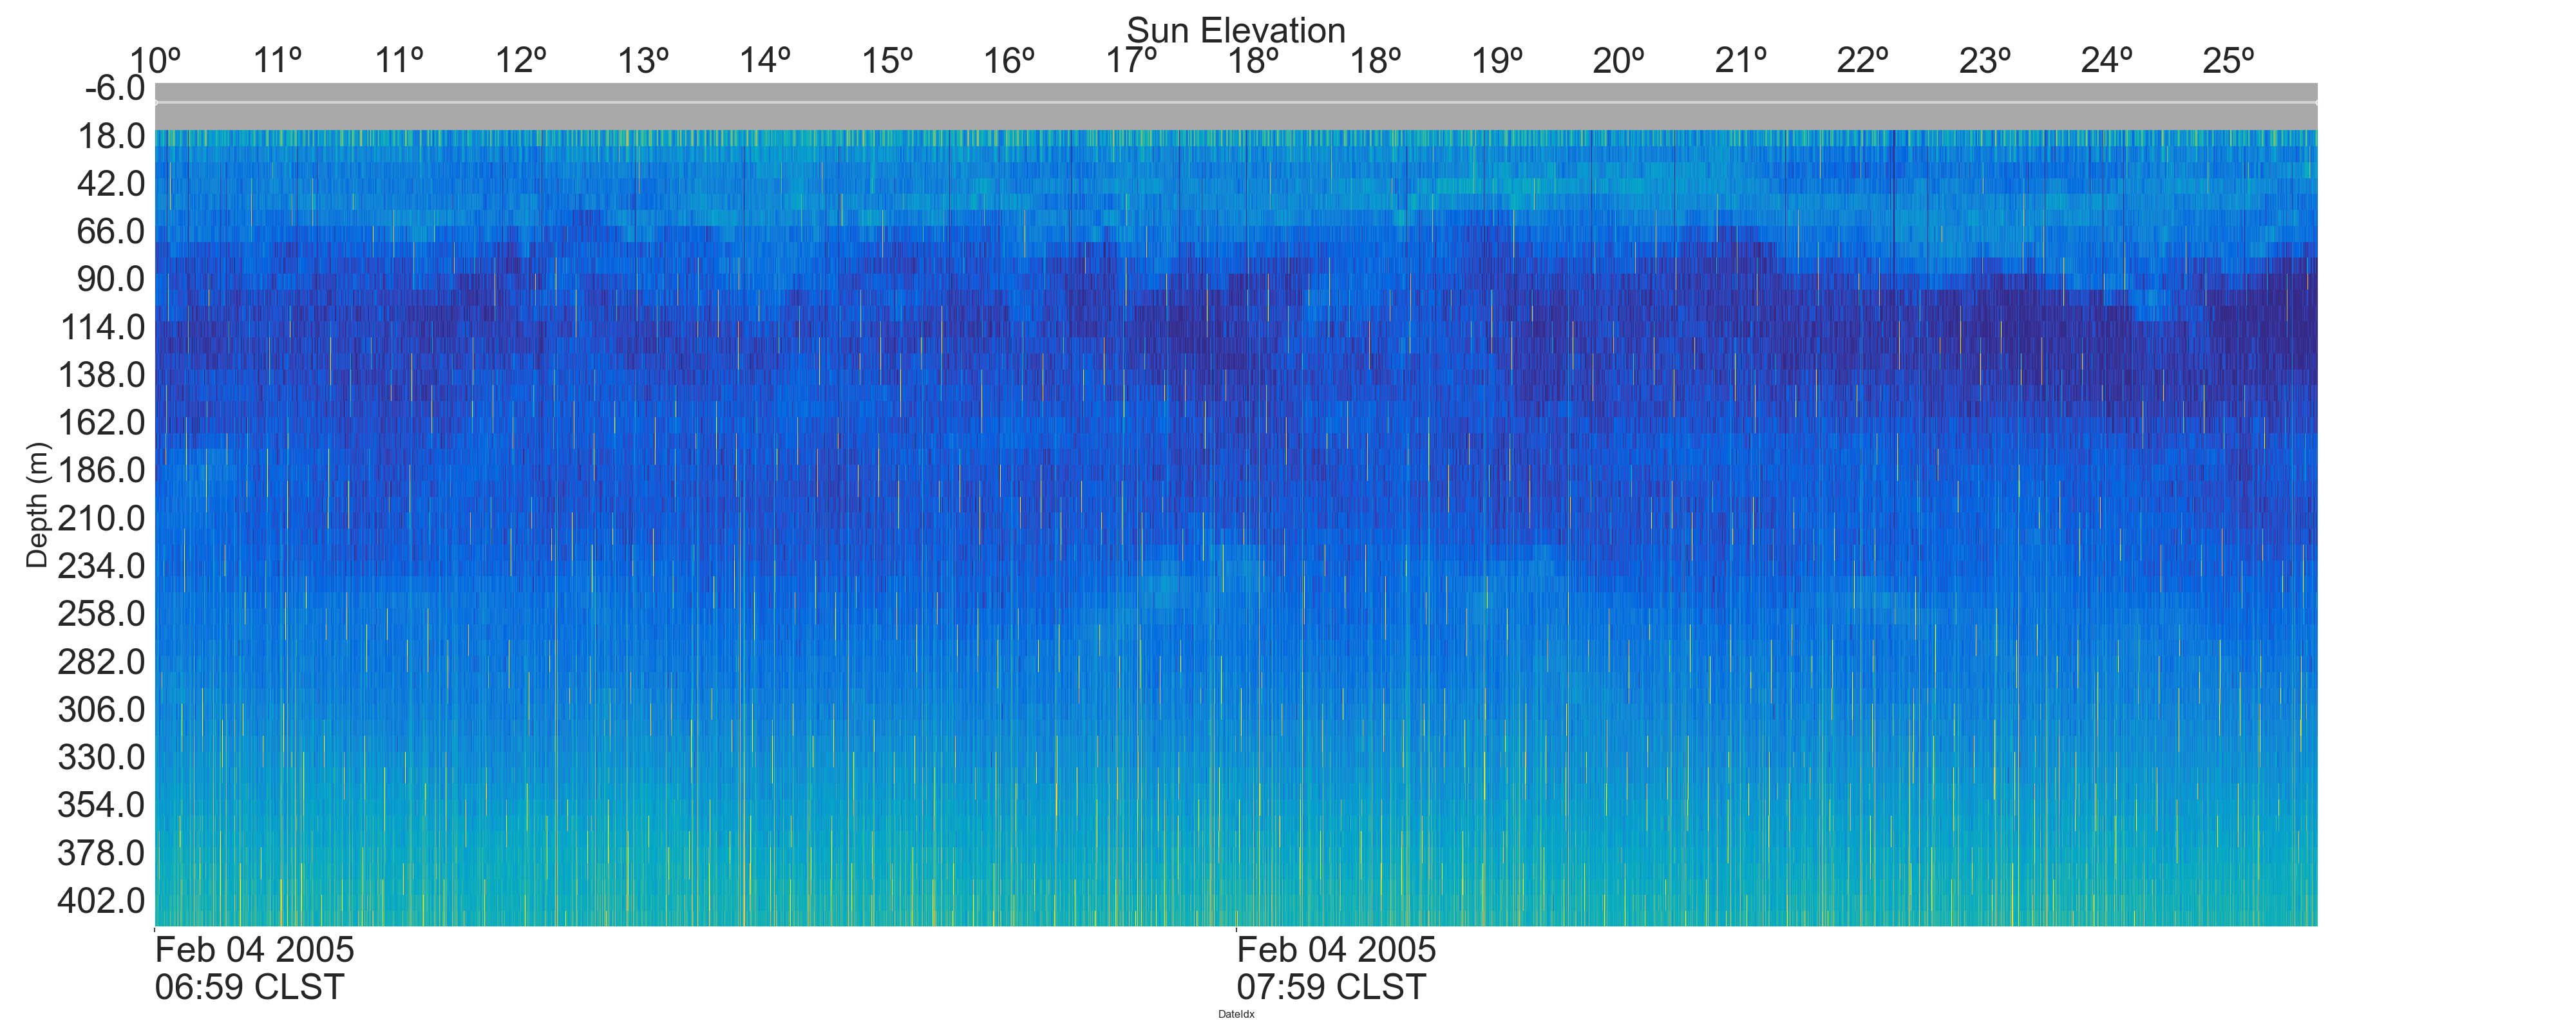 Sun Elevation
10º 11º 11º 12º 13º 14º 15º 16º 17º 18º 18º 19º 20º 21º 22º 23º 24º 25º
-6.0
18.0
42.0
66.0
90.0
114.0
138.0
162.0
186.0
210.0
234.0
258.0
282.0
306.0
330.0
354.0
378.0
402.0
Depth (m)
Feb 04 2005
06:59 CLST
Feb 04 2005
07:59 CLST
DateIdx